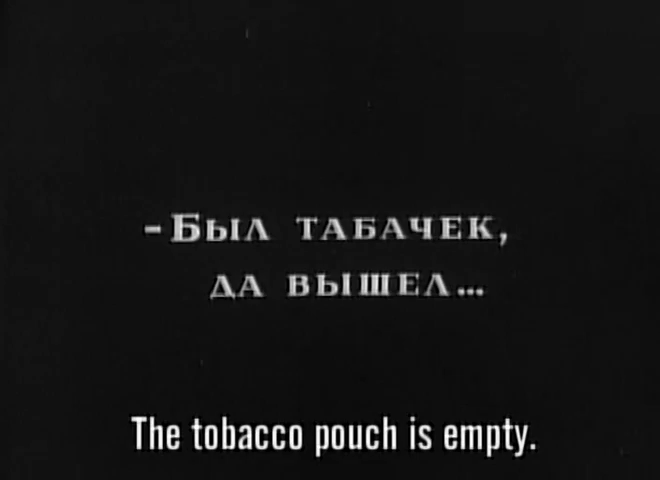 -Был табачек,
да вышел...
The tobacco pouch is empty.